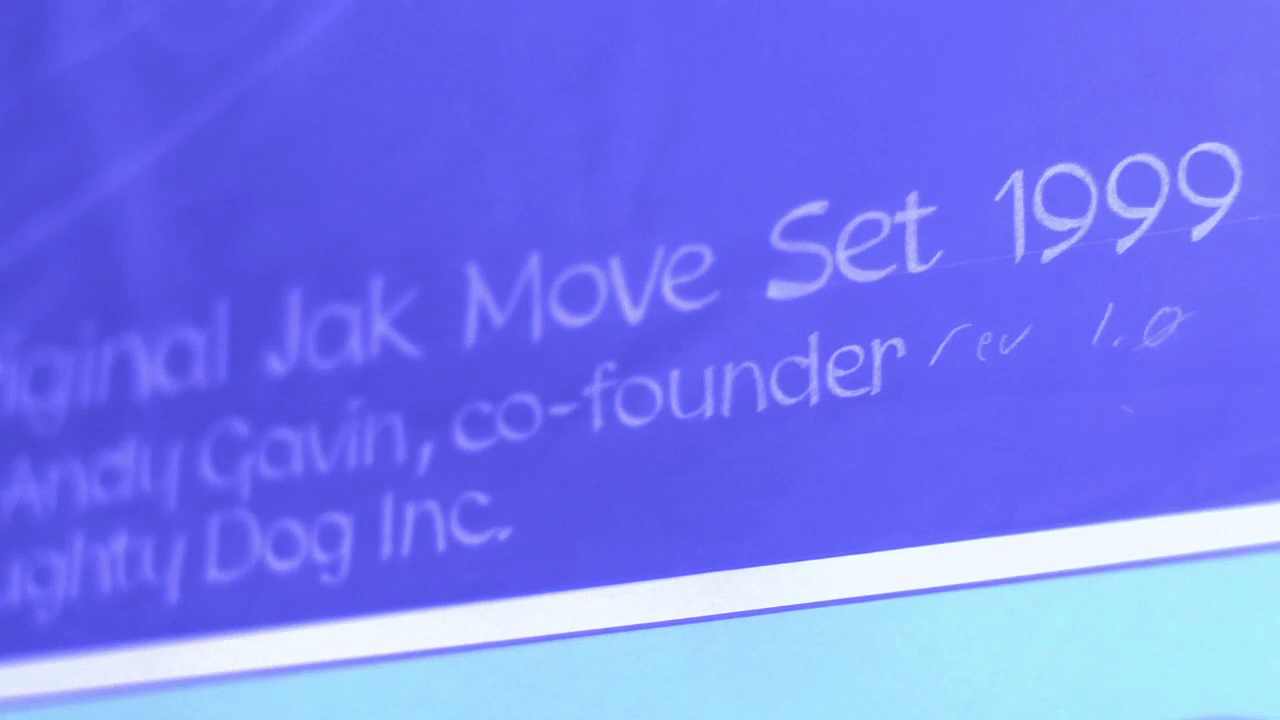 iginal Jak Move Set 1999
Andy Gavin, co-founder rev 1.0
ughty Dog Inc.